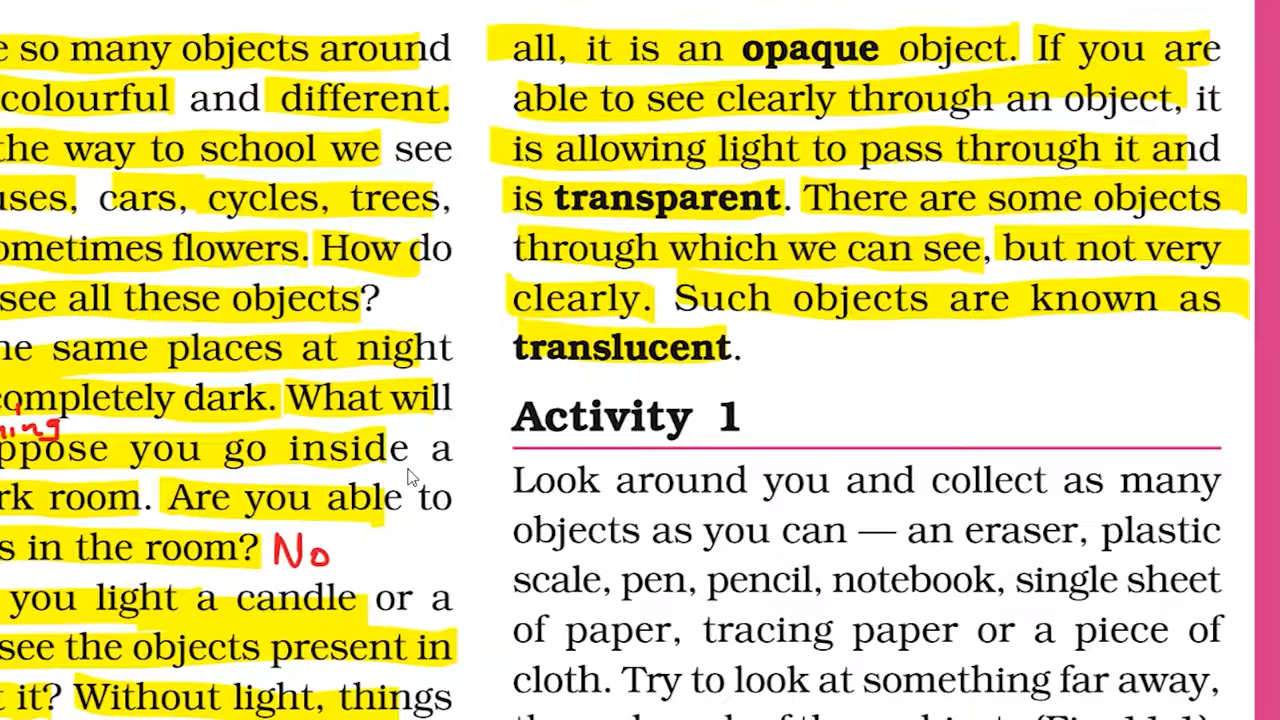 so many objects around
colourful and different.
the way to school we see
cars, cycles, trees,
sometimes flowers. How do
see all these objects?
same places at night
completely dark. What will
you go inside a
room. Are you able to
in the room? No
you light a candle or a
see the objects present in
it? Without light, things
all, it is an opaque object. If you are
able to see clearly through an object, it
is allowing light to pass through it and
is transparent. There are some objects
through which we can see, but not very
clearly. Such objects are known as
translucent.
Activity 1
Look around you and collect as many
objects as you can — an eraser, plastic
scale, pen, pencil, notebook, single sheet
of paper, tracing paper or a piece of
cloth. Try to look at something far away,